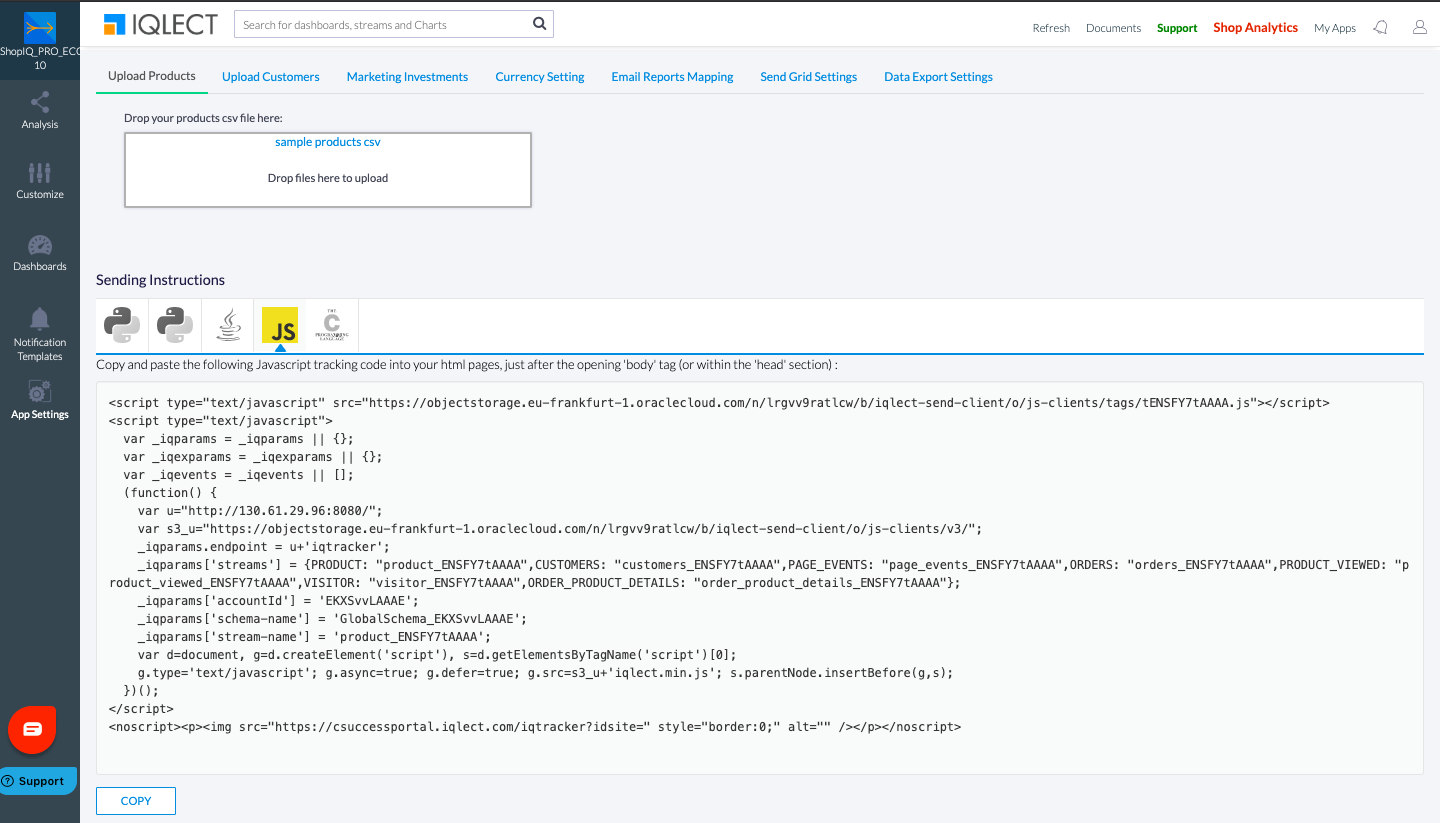 IQLECT
Search for dashboards, streams and Charts
Refresh
Documents
Support
Shop Analytics
My Apps
ShopIQ_PRO_ECO
10
Analysis
Customize
Dashboards
Notification
Templates
App Settings
Support
Upload Products
Upload Customers
Marketing Investments
Currency Setting
Email Reports Mapping
Send Grid Settings
Data Export Settings
Drop your products csv file here:
sample products csv
Drop files here to upload
Sending Instructions
JS
THE
C
PROGRAMMING
LANGUAGE
Copy and paste the following Javascript tracking code into your html pages, just after the opening 'body' tag (or within the 'head' section) :
<script type="text/javascript" src="https://objectstorage.eu-frankfurt-1.oraclecloud.com/n/lrgvv9ratlcw/b/iqlect-send-client/o/js-clients/tags/tENSFY7tAAAA.js"></script>
<script type="text/javascript">
  var _iqparams = _iqparams || {};
  var _iqexparams = _iqexparams || {};
  var _iqevents = _iqevents || [];
  (function() {
    var u="http://130.61.29.96:8080/";
    var s3_u="https://objectstorage.eu-frankfurt-1.oraclecloud.com/n/lrgvv9ratlcw/b/iqlect-send-client/o/js-clients/v3/";
    _iqparams.endpoint = u+'iqtracker';
    _iqparams['streams'] = {PRODUCT: "product_ENSFY7tAAAA",CUSTOMERS: "customers_ENSFY7tAAAA",PAGE_EVENTS: "page_events_ENSFY7tAAAA",ORDERS: "orders_ENSFY7tAAAA",PRODUCT_VIEWED: "p
roduct_viewed_ENSFY7tAAAA",VISITOR: "visitor_ENSFY7tAAAA",ORDER_PRODUCT_DETAILS: "order_product_details_ENSFY7tAAAA"};
    _iqparams['accountId'] = 'EKXSvvLAAAE';
    _iqparams['schema-name'] = 'GlobalSchema_EKXSvvLAAAE';
    _iqparams['stream-name'] = 'product_ENSFY7tAAAA';
    var d=document, g=d.createElement('script'), s=d.getElementsByTagName('script')[0];
    g.type='text/javascript'; g.async=true; g.defer=true; g.src=s3_u+'iqlect.min.js'; s.parentNode.insertBefore(g,s);
  })();
</script>
<noscript><p><img src="https://csuccessportal.iqlect.com/iqtracker?idsite=" style="border:0;" alt="" /></p></noscript>
COPY